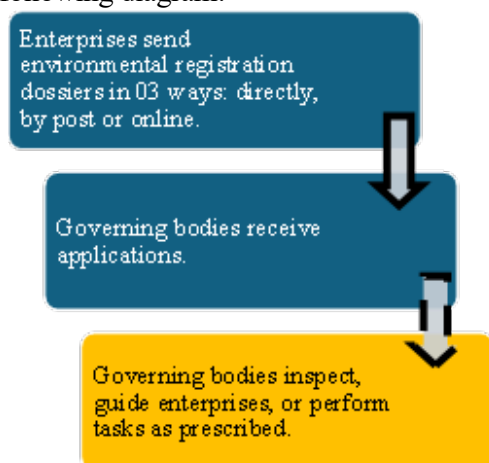 following diagram:
Enterprises send
environmental registration
dossiers in 03 ways: directly,
by post or online.
Governing bodies receive
applications.
Governing bodies inspect,
guide enterprises, or perform
tasks as prescribed.